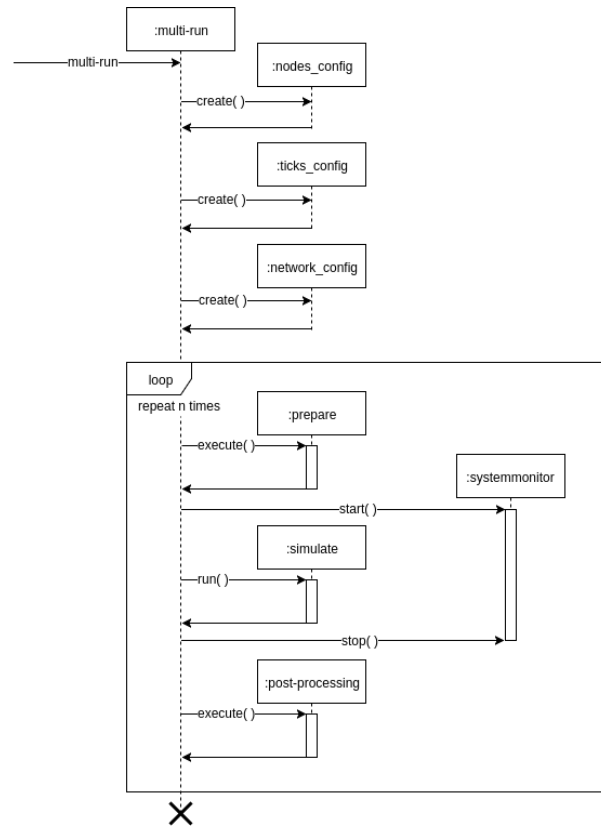 :multi-run
multi-run
:nodes_config
create( )
:ticks_config
create( )
:network_config
create( )
loop
repeat n times
:prepare
execute( )
:systemmonitor
start( )
:simulate
run( )
stop( )
:post-processing
execute( )